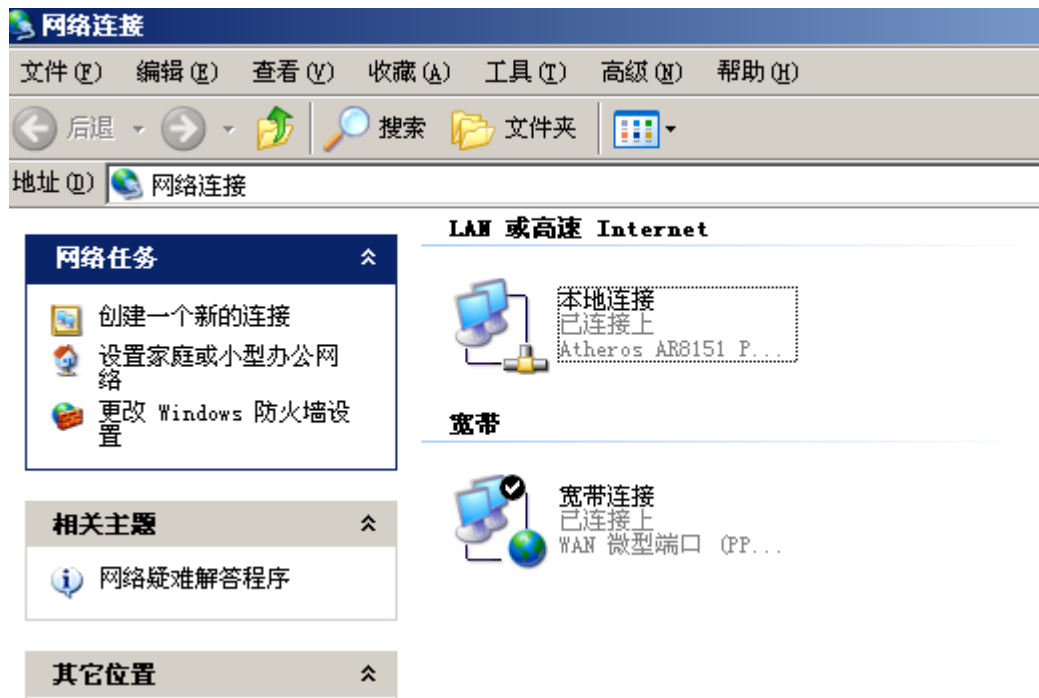 网络连接
文件(F) 编辑(E) 查看(V) 收藏(A) 工具(T) 高级(N) 帮助(H)
后退 搜索 文件夹
地址(D) 网络连接
网络任务
创建一个新的连接
设置家庭或小型办公网
络
更改 Windows 防火墙设
置
相关主题
网络疑难解答程序
其它位置
LAN 或高速 Internet
本地连接
已连接上
Atheros AR8151 P...
宽带
宽带连接
已连接上
WAN 微型端口 (PP...